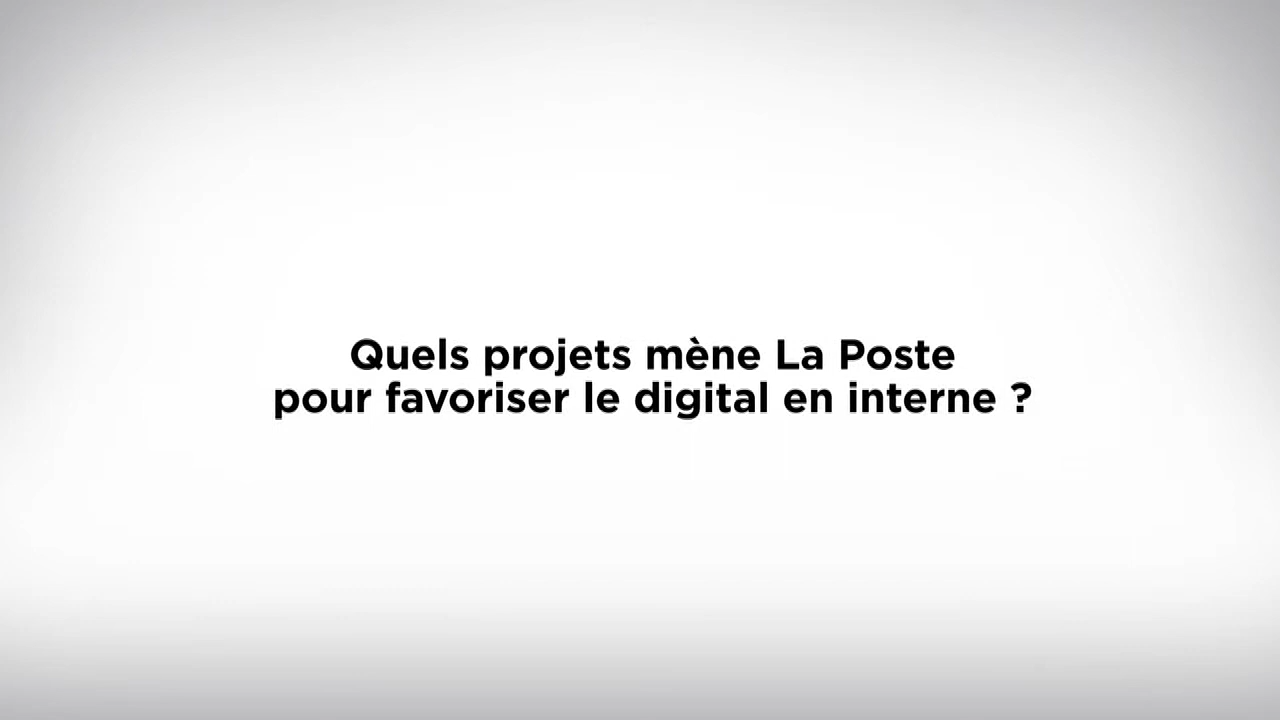 Quels projets mène La Poste
pour favoriser le digital en interne ?